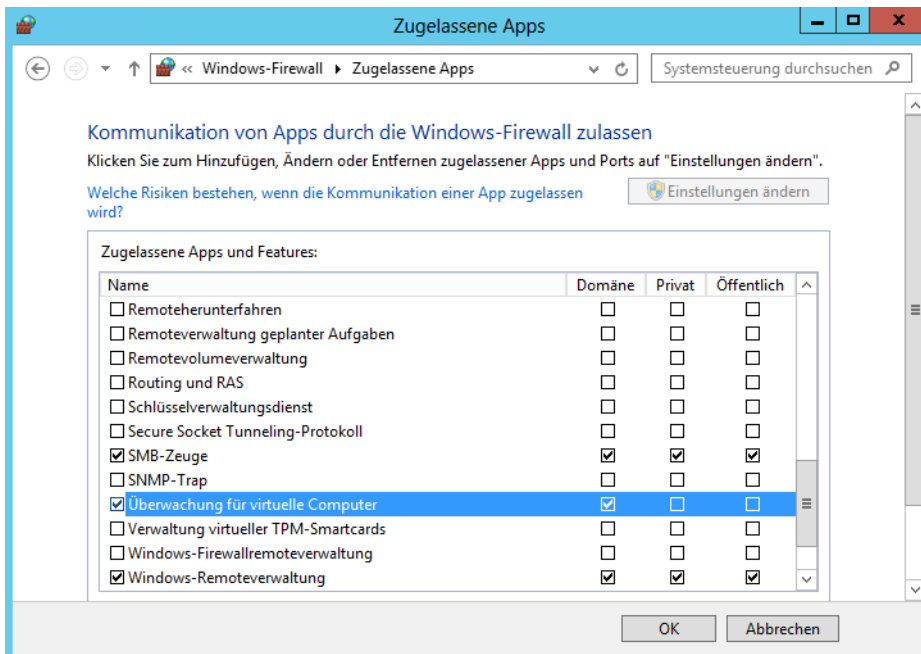 Zugelassene Apps
« Windows-Firewall Zugelassene Apps
Systemsteuerung durchsuchen
Kommunikation von Apps durch die Windows-Firewall zulassen
Klicken Sie zum Hinzufügen, Ändern oder Entfernen zugelassener Apps und Ports auf "Einstellungen ändern".
Welche Risiken bestehen, wenn die Kommunikation einer App zugelassen
wird?
Einstellungen ändern
Zugelassene Apps und Features:
Name Domäne Privat Öffentlich
Remoteherunterfahren
Remoteverwaltung geplanter Aufgaben
Remotevolumeverwaltung
Routing und RAS
Schlüsselverwaltungsdienst
Secure Socket Tunneling-Protokoll
SMB-Zeuge
SNMP-Trap
Überwachung für virtuelle Computer
Verwaltung virtueller TPM-Smartcards
Windows-Firewallremoteverwaltung
Windows-Remoteverwaltung
OK Abbrechen